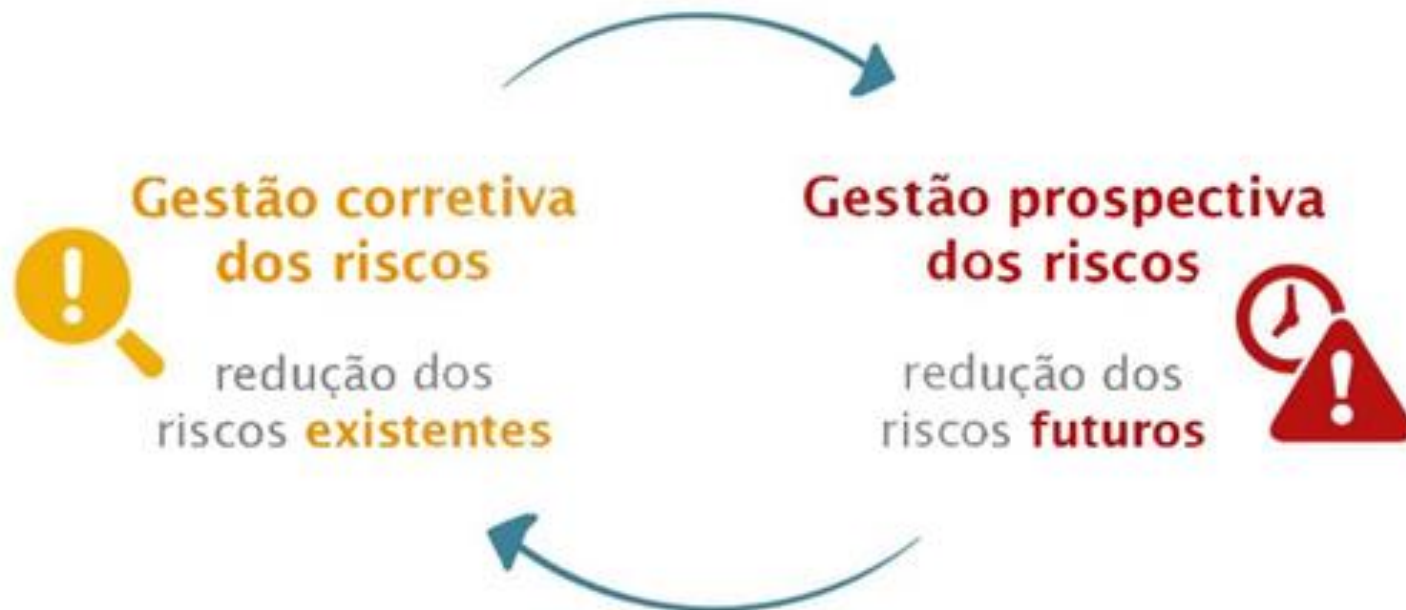 Gestão corretiva
dos riscos
redução dos
riscos existentes
Gestão prospectiva
dos riscos
redução dos
riscos futuros